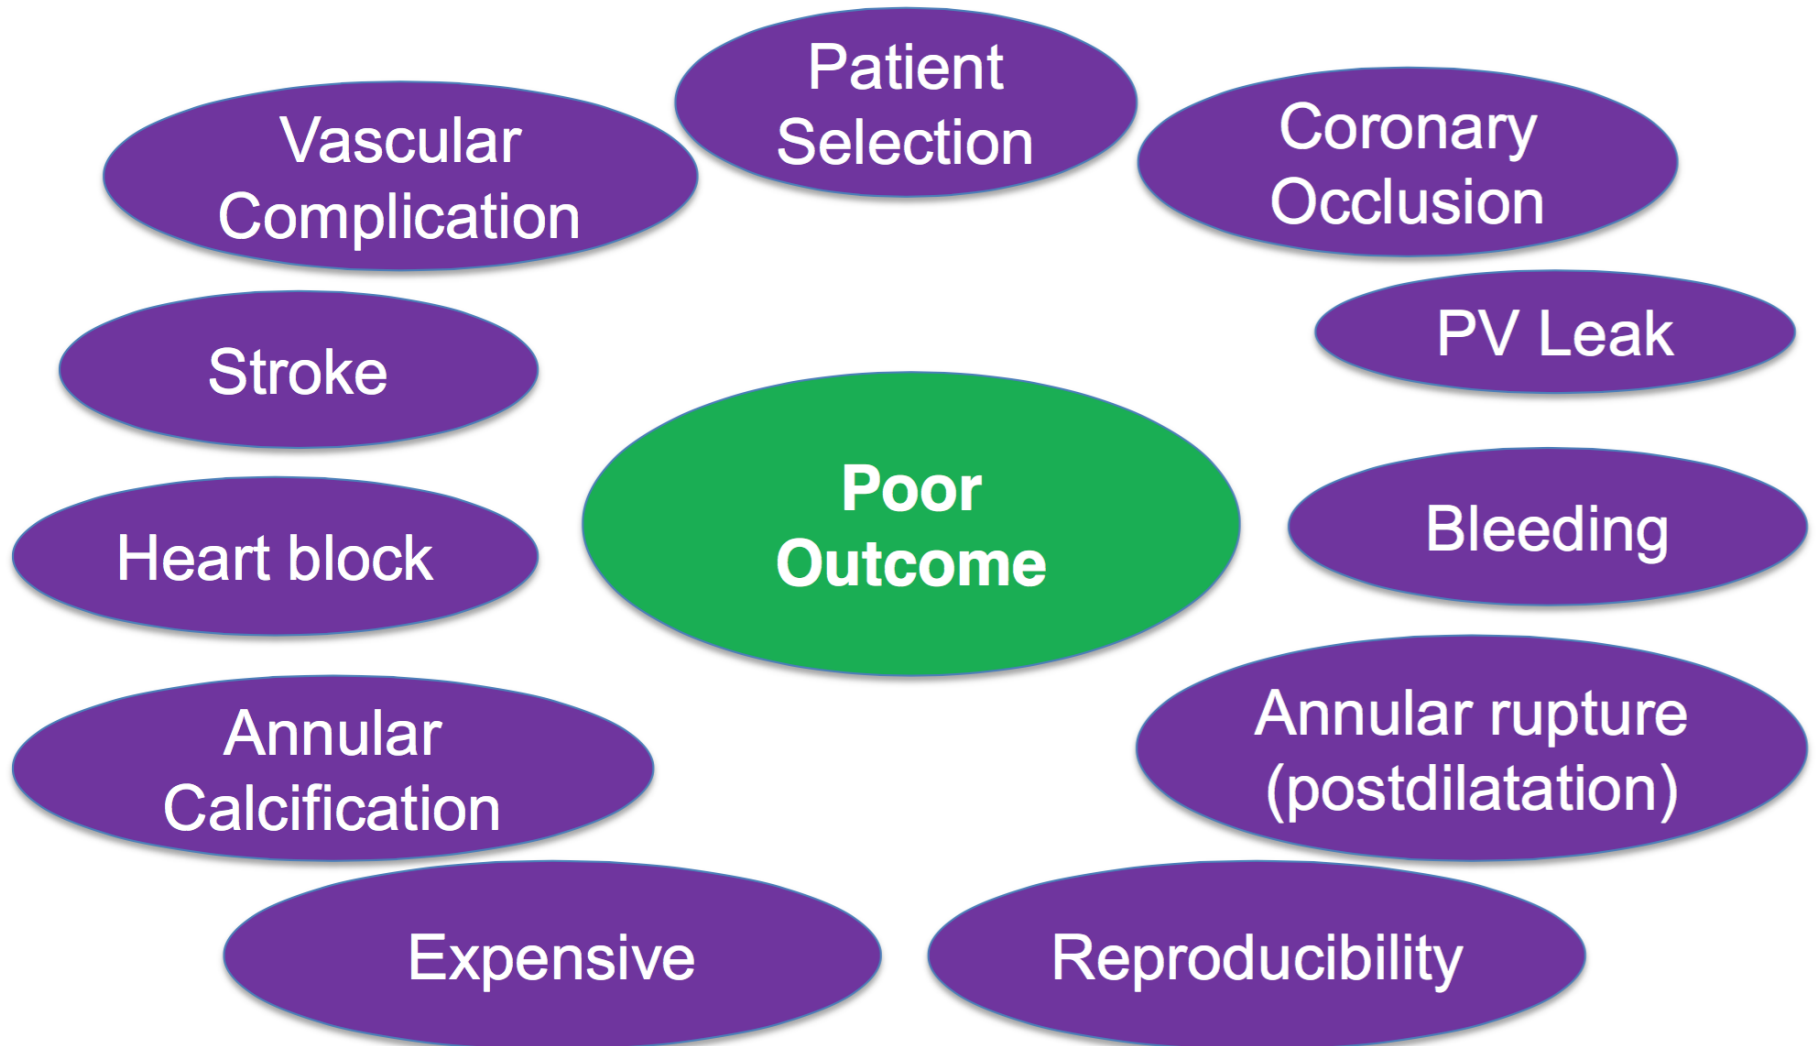 Patient
Selection
Vascular
Complication
Coronary
Occlusion
Stroke
PV Leak
Poor
Outcome
Heart block
Bleeding
Annular
Calcification
Annular rupture
(postdilatation)
Expensive
Reproducibility